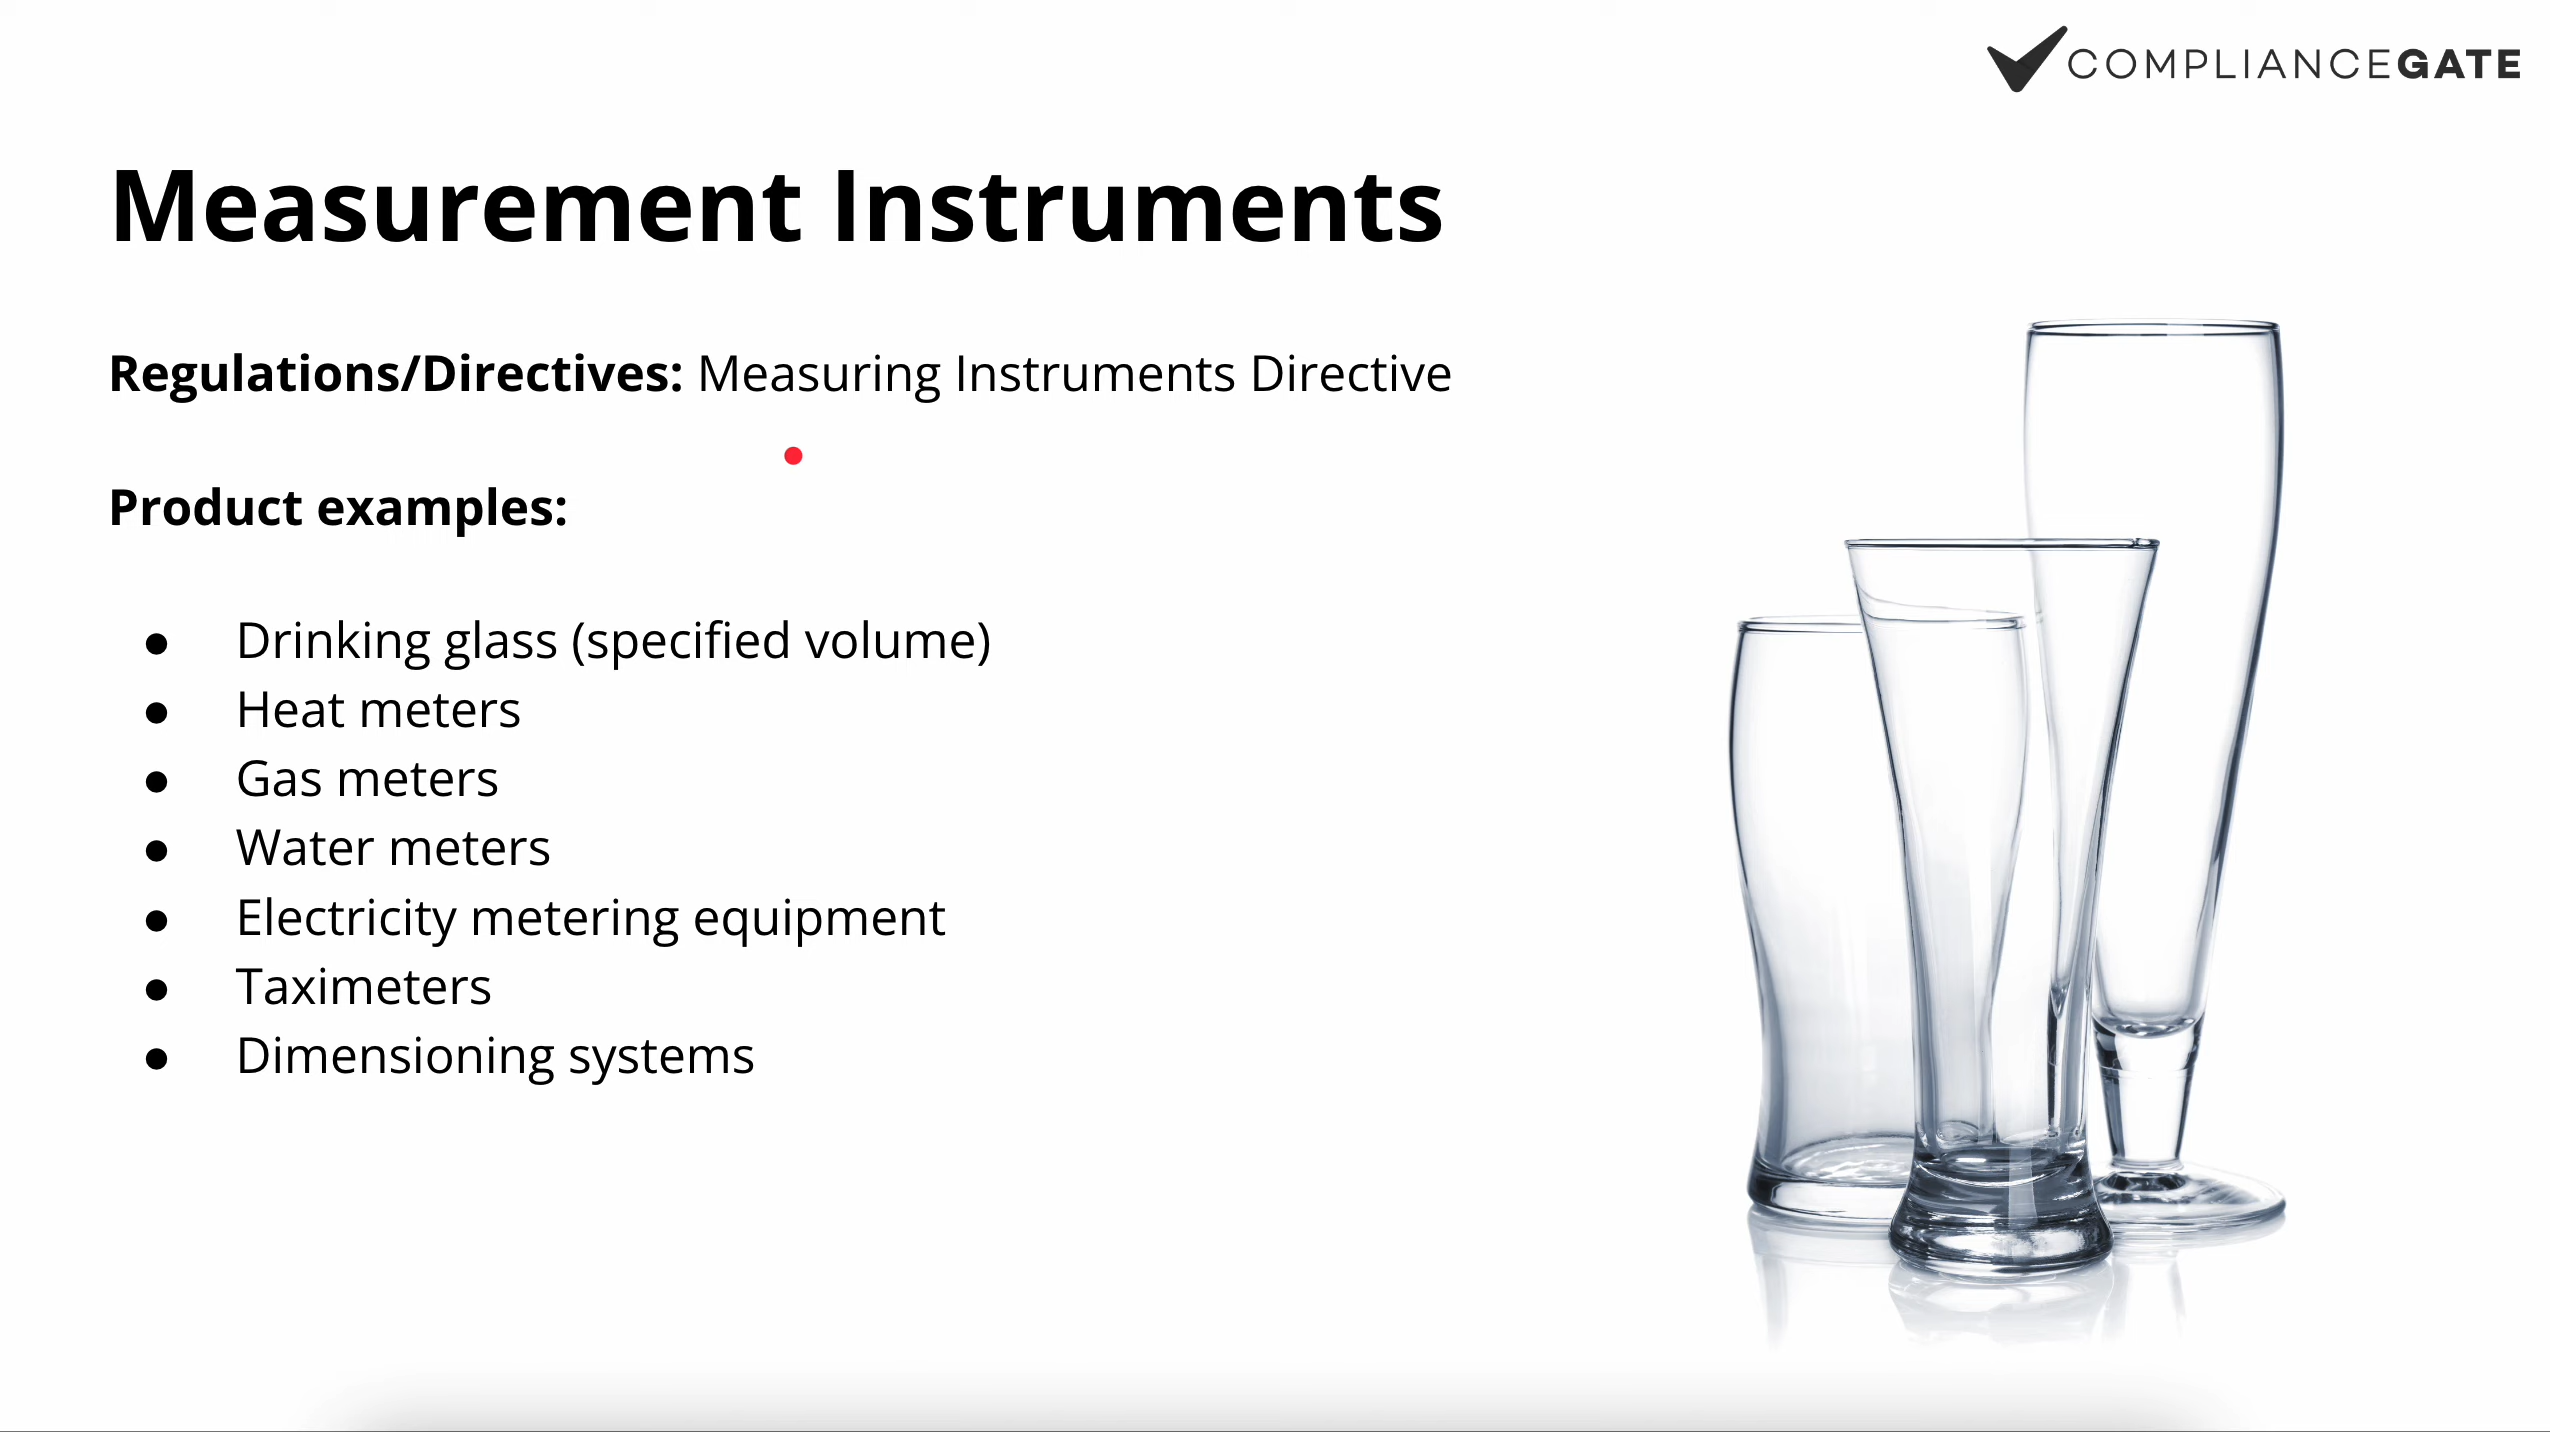 COMPLIANCEGATE
Measurement Instruments
Regulations/Directives: Measuring Instruments Directive
Product examples:
● Drinking glass (specified volume)
● Heat meters
● Gas meters
● Water meters
● Electricity metering equipment
● Taximeters
● Dimensioning systems